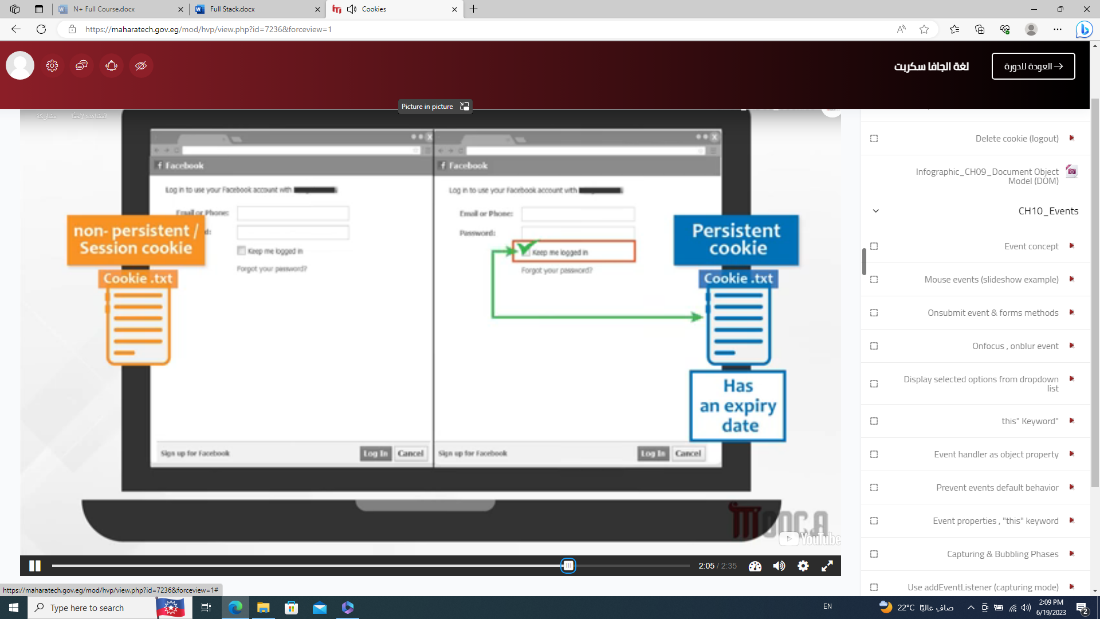 N+ Full Course.docx
Full Stack.docx
Cookies
https://maharatech.gov.eg/mod/hvp/view.php?id=7236&forceview=1
لغة الجافا سكريت
العودة للدورة
Picture in picture
Facebook
Log in to use your Facebook account with
Email or Phone:
Keep me logged in
Forgot your password?
Sign up for Facebook
Log In
Cancel
non- persistent /
Session cookie
Cookie .txt
Facebook
Log in to use your Facebook account with
Email or Phone:
Password:
Keep me logged in
Forgot your password?
Sign up for Facebook
Log In
Cancel
Persistent
cookie
Cookie .txt
Has
an expiry
date
YouTube
2:05 / 2:35
Delete cookie (logout)
Infographic_CH09_Document Object
Model (DOM)
CH10_Events
Event concept
Mouse events (slideshow example)
Onsubmit event & forms methods
Onfocus , onblur event
Display selected options from dropdown
list
this" Keyword"
Event handler as object property
Prevent events default behavior
Event properties , "this" keyword
Capturing & Bubbling Phases
Use addEventListener (capturing mode)
https://maharatech.gov.eg/mod/hvp/view.php?id=7236&forceview=1#
Type here to search
EN
22°C صاف غالبًا
2:09 PM
6/19/2023
2